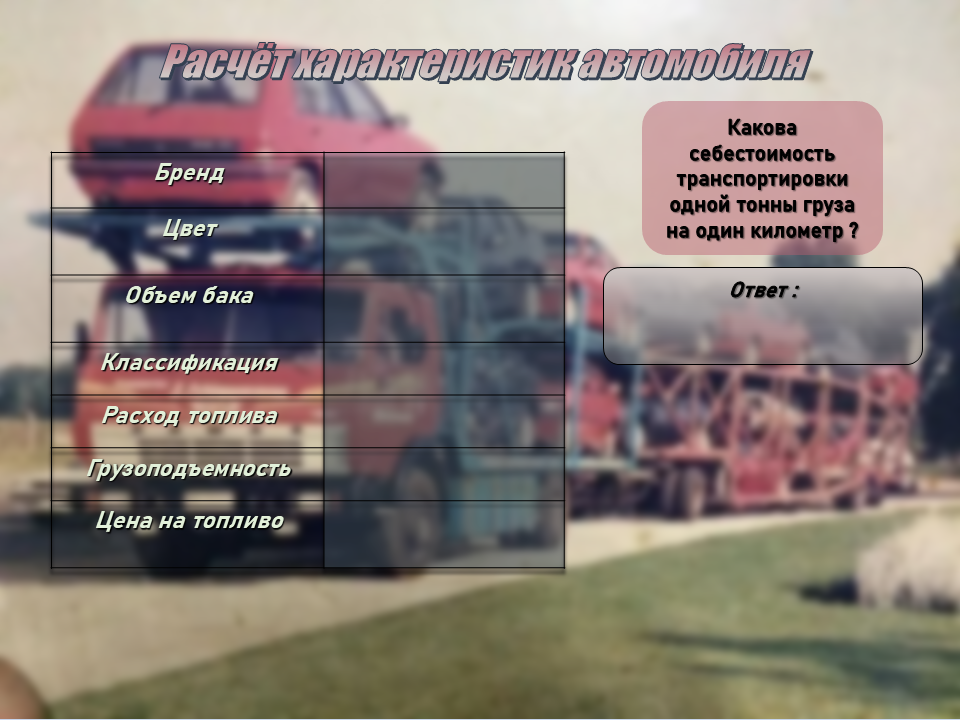 Расчёт характеристик автомобиля
Какова
себестоимость
транспортировки
одной тонны груза
на один километр ?
Ответ :
Бренд
Цвет
Объем бака
Классификация
Расход топлива
Грузоподъемность
Цена на топливо